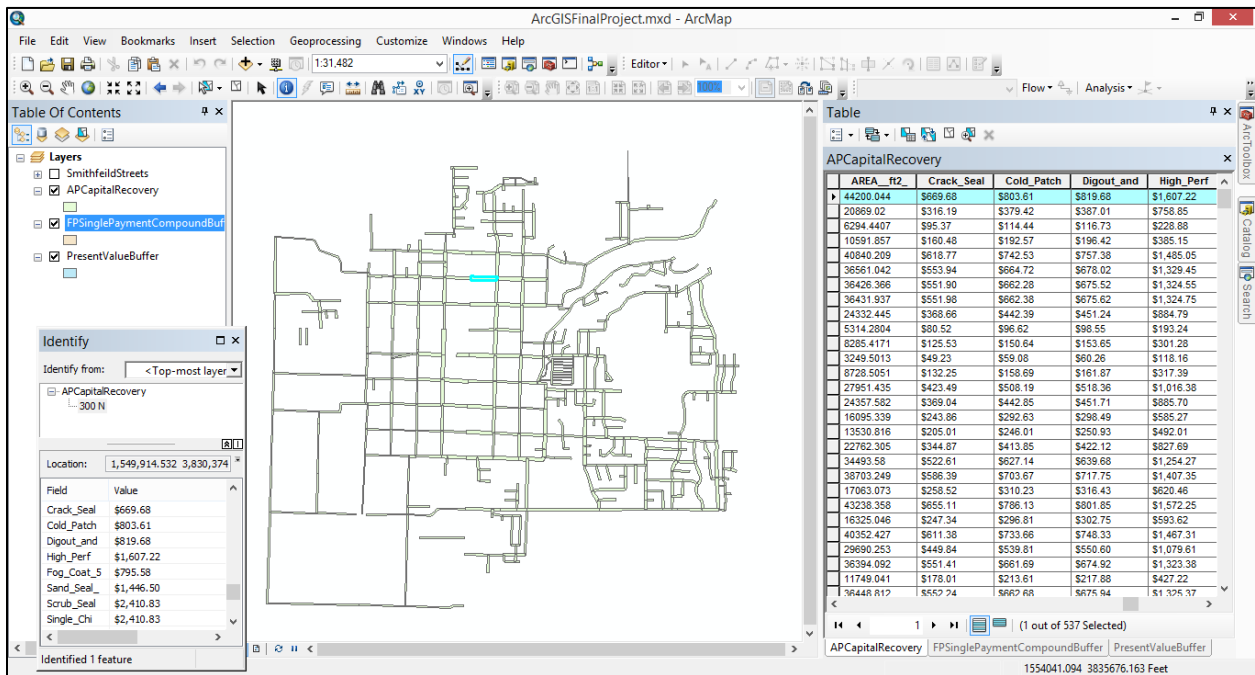 ArcGISFinalProject.mxd - ArcMap
File Edit View Bookmarks Insert Selection Geoprocessing Customize Windows Help
1:31,482 Editor
100% Flow Analysis
Table Of Contents
Layers
SmithfeildStreets
APCapitalRecovery
FPSinglePaymentCompoundBuf
PresentValueBuffer
Identify
Identify from: <Top-most layer
APCapitalRecovery
300 N
Location: 1,549,914.532 3,830,374
Field Value
Crack_Seal $669.68
Cold_Patch $803.61
Digout_and $819.68
High_Perf $1,607.22
Fog_Coat_5 $795.58
Sand_Seal_ $1,446.50
Scrub_Seal $2,410.83
Single_Chi $2,410.83
Identified 1 feature
Table
APCapitalRecovery
AREA__ft2_ Crack_Seal Cold_Patch Digout_and High_Perf
44200.044 $669.68 $803.61 $819.68 $1,607.22
20869.02 $316.19 $379.42 $387.01 $758.85
6294.4407 $95.37 $114.44 $116.73 $228.88
10591.857 $160.48 $192.57 $196.42 $385.15
40840.209 $618.77 $742.53 $757.38 $1,485.05
36561.042 $553.94 $664.72 $678.02 $1,329.45
36426.366 $551.90 $662.28 $675.52 $1,324.55
36431.937 $551.98 $662.38 $675.62 $1,324.75
24332.445 $368.66 $442.39 $451.24 $884.79
5314.2804 $80.52 $96.62 $98.55 $193.24
8285.4171 $125.53 $150.64 $153.65 $301.28
3249.5013 $49.23 $59.08 $60.26 $118.16
8728.5051 $132.25 $158.69 $161.87 $317.39
27951.435 $423.49 $508.19 $518.36 $1,016.38
24357.582 $369.04 $442.85 $451.71 $885.70
16095.339 $243.86 $292.63 $298.49 $585.27
13530.816 $205.01 $246.01 $250.93 $492.01
22762.305 $344.87 $413.85 $422.12 $827.69
34493.58 $522.61 $627.14 $639.68 $1,254.27
38703.249 $586.39 $703.67 $717.75 $1,407.35
17063.073 $258.52 $310.23 $316.43 $620.46
43238.358 $655.11 $786.13 $801.85 $1,572.25
16325.046 $247.34 $296.81 $302.75 $593.62
40352.427 $611.38 $733.66 $748.33 $1,467.31
29690.253 $449.84 $539.81 $550.60 $1,079.61
36394.092 $551.41 $661.69 $674.92 $1,323.38
11749.041 $178.01 $213.61 $217.88 $427.22
36448.812 $552.24 $662.68 $675.94 $1,325.37
1 (1 out of 537 Selected)
APCapitalRecovery FPSinglePaymentCompoundBuffer PresentValueBuffer
1554041.094 3835676.163 Feet
ArcToolbox
Catalog
Search